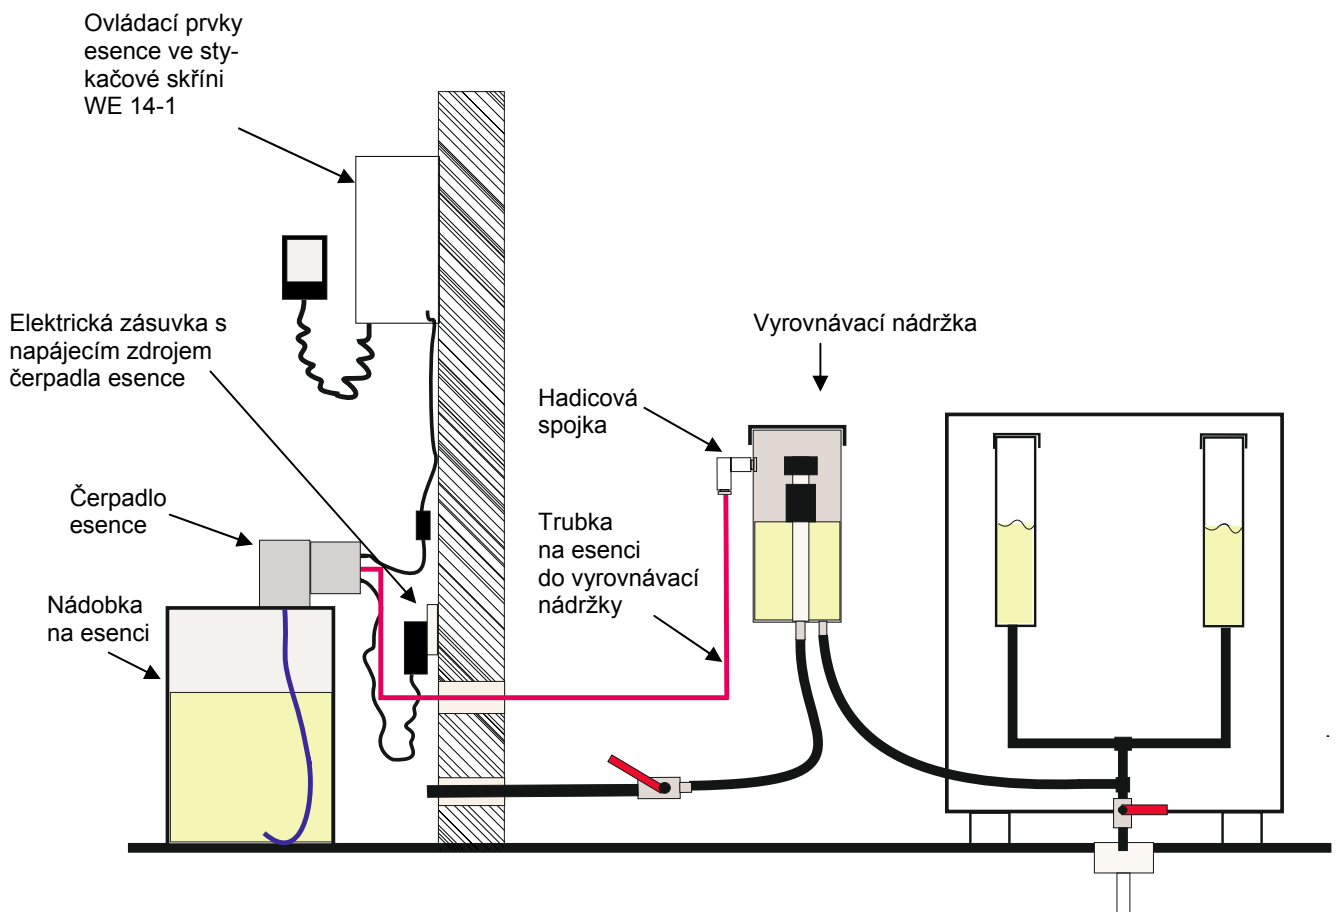 Ovládací prvky
esence ve sty-
kačové skříni
WE 14-1
Elektrická zásuvka s
napájecím zdrojem
čerpadla esence
Vyrovnávací nádržka
Hadicová
spojka
Čerpadlo
esence
Trubka
na esenci
do vyrovnávací
nádržky
Nádobka
na esenci